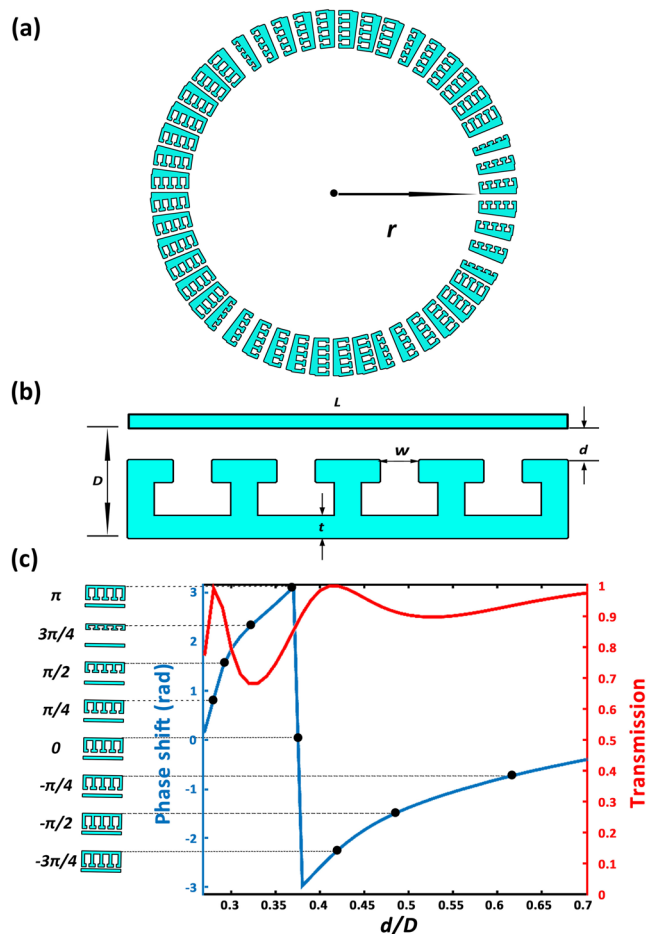 (a)
r
(b)
L
D
w
d
t
(c)
π
3π/4
π/2
π/4
0
-π/4
-π/2
-3π/4
Phase shift (rad)
3
2
1
0
-1
-2
-3
0.3 0.35 0.4 0.45 0.5 0.55 0.6 0.65 0.7
d/D
1
0.9
0.8
0.7
0.6
0.5
0.4
0.3
0.2
0.1
0
Transmission